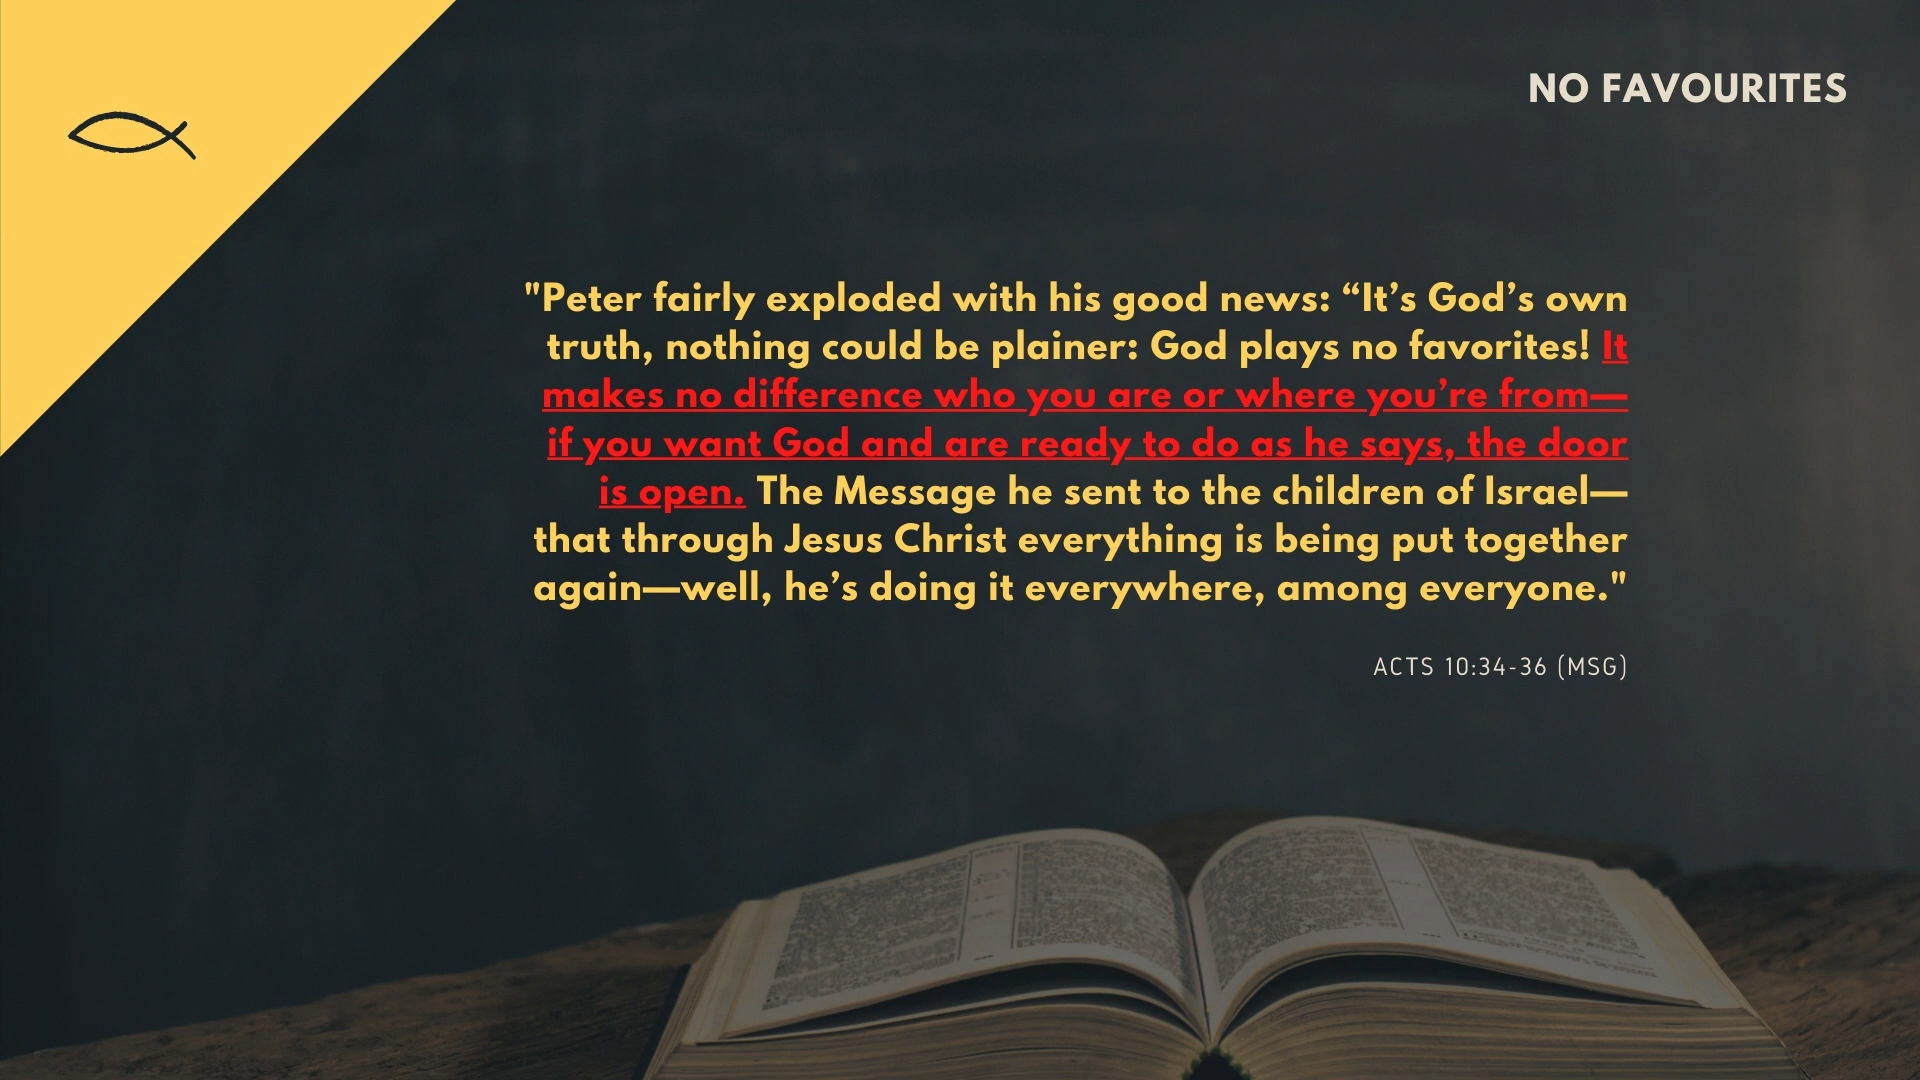 NO FAVOURITES
"Peter fairly exploded with his good news: “It’s God’s own
truth, nothing could be plainer: God plays no favorites! It
makes no difference who you are or where you’re from—
if you want God and are ready to do as he says, the door
is open. The Message he sent to the children of Israel—
that through Jesus Christ everything is being put together
again—well, he’s doing it everywhere, among everyone."
ACTS 10:34-36 (MSG)